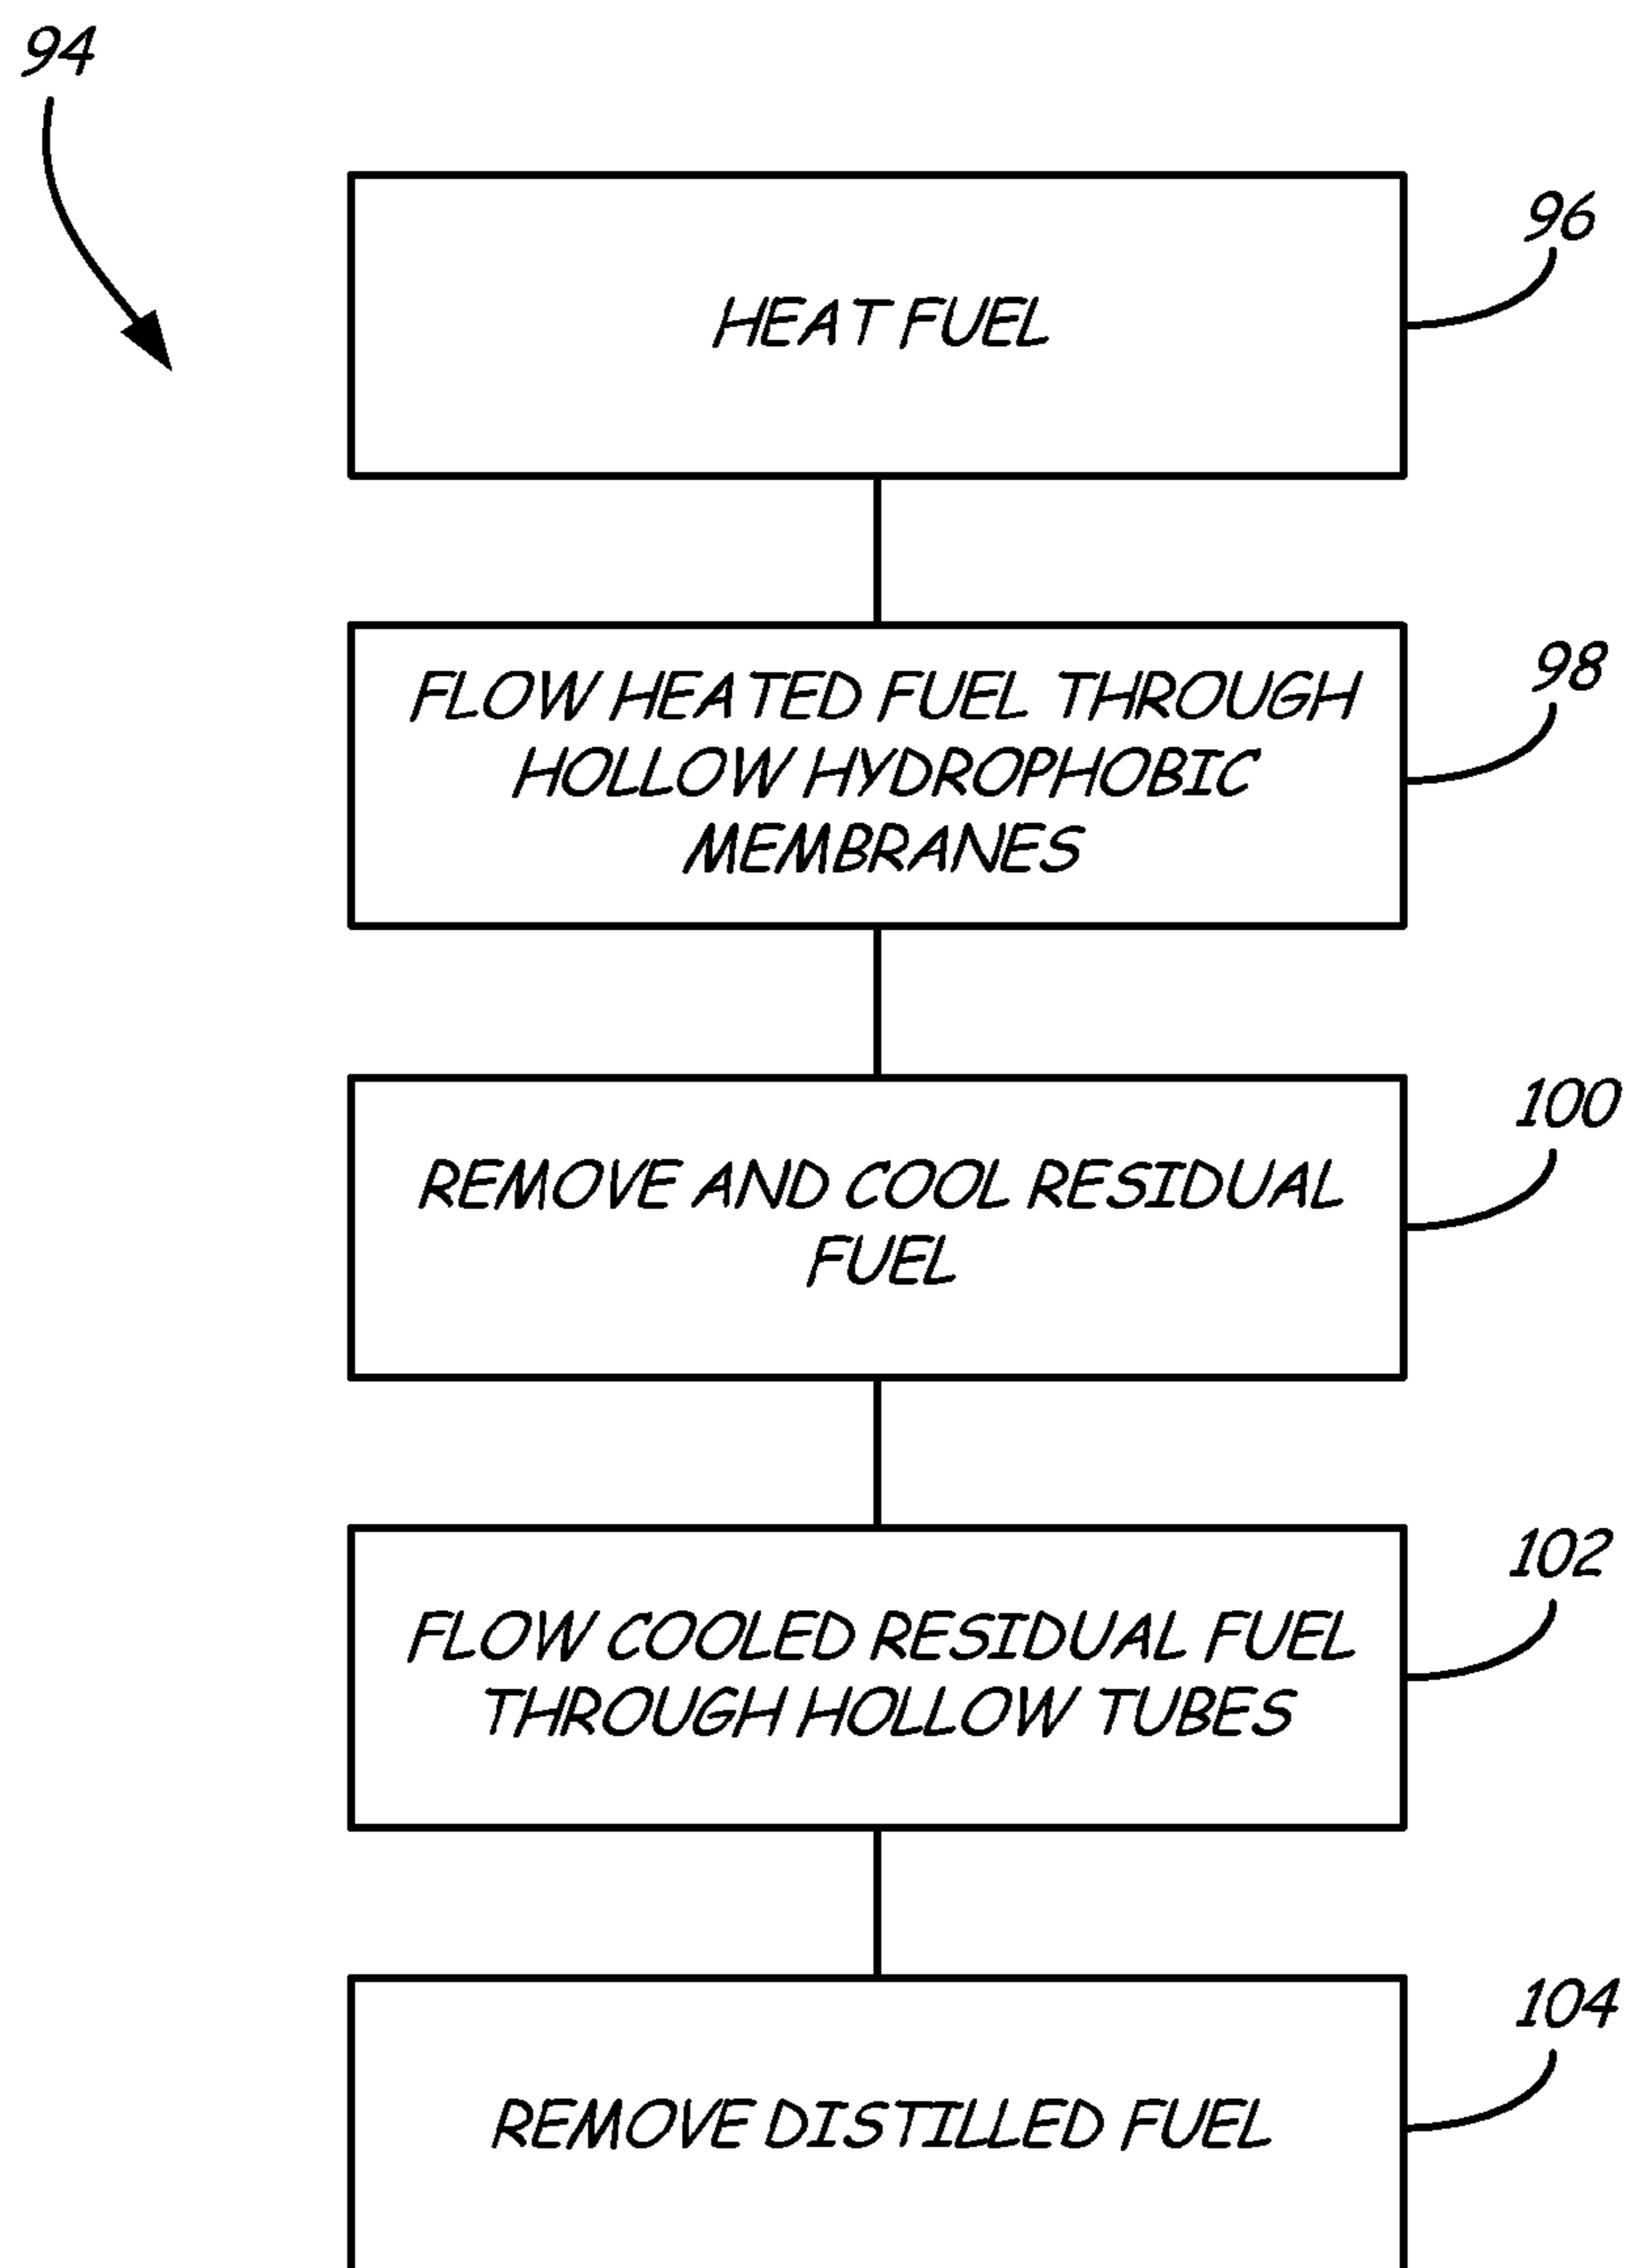 94
96
HEAT FUEL
98
FLOW HEATED FUEL THROUGH
HOLLOW HYDROPHOBIC
MEMBRANES
100
REMOVE AND COOL RESIDUAL
FUEL
102
FLOW COOLED RESIDUAL FUEL
THROUGH HOLLOW TUBES
104
REMOVE DISTILLED FUEL